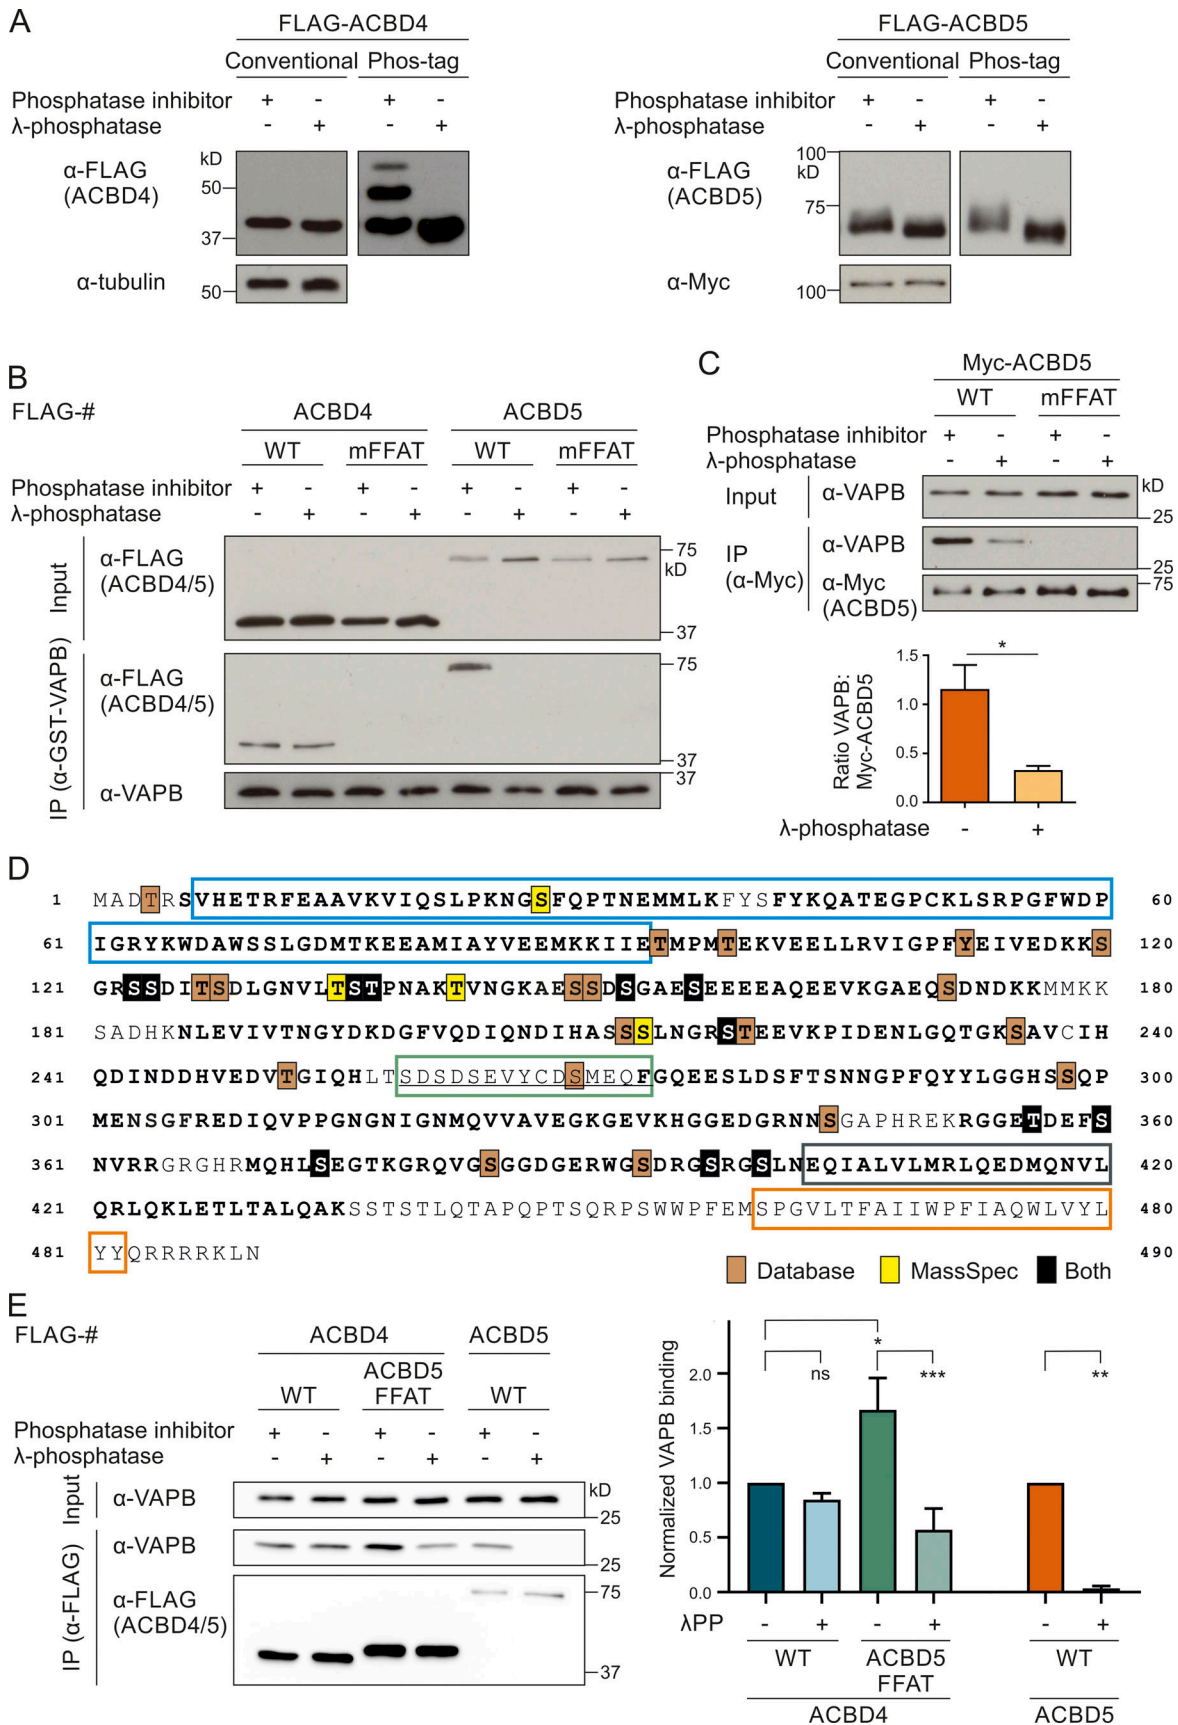 A
FLAG-ACBD4
FLAG-ACBD5
Conventional Phos-tag
Conventional Phos-tag
Phosphatase inhibitor + - + -
Phosphatase inhibitor + - + -
λ-phosphatase - + - +
λ-phosphatase - + - +
α-FLAG
(ACBD4)
kD
50
37
α-tubulin
50
α-FLAG
(ACBD5)
100
kD
75
α-Myc
100
B
FLAG-#
ACBD4 ACBD5
WT mFFAT WT mFFAT
Phosphatase inhibitor + - + - + - + -
λ-phosphatase - + - + - + - +
Input
α-FLAG
(ACBD4/5)
75
kD
37
IP (α-GST-VAPB)
α-FLAG
(ACBD4/5)
75
37
α-VAPB
37
C
Myc-ACBD5
WT mFFAT
Phosphatase inhibitor + - + -
λ-phosphatase - + - +
Input
α-VAPB
kD
25
IP
(α-Myc)
α-VAPB
25
α-Myc
(ACBD5)
75
Ratio VAPB:
Myc-ACBD5
1.5
1.0
0.5
0.0
*
λ-phosphatase - +
D
1 MADTRSVHETRFEAAVKVIQSLPKNGSFQPTNEMMLKFYSFYKQATEGPCKLSRPGFWDP 60
61 IGRYKWDAWSSLGDMTKEEAMIAYVEEMKKIIETMPMTEKVEELLRVIGPFYEIVEDKKS 120
121 GRSSDITSDLGNVLTSTPNAKTVNGKAESSDSGAESEEEEAQEEVKGAEQSDNDKKMMKK 180
181 SADHKNLEVIVTNGYDKDGFVQDIQNDIHASSSLNGRSTEEVKPIDENLGQTGKSAVCIH 240
241 QDINDDHVEDVTGIQHLTSDSDSEVYCDSMEQFGQEESLDSFTSNNGPFQYYLGGHSSQP 300
301 MENSGFREDIQVPPGNGNIGNMQVVAVEGKGEVKHGGEDGRNNSGAPHREKRGGETDEFS 360
361 NVRRGRGHRMQHLSEGTKGRQVGSGGDGERWGSDRGSRGSLNEQIALVLMRLQEDMQNVL 420
421 QRLQKLETLTALQAKSSTSTLQTAPQPTSQRPSWWPFEMSPGVLTFAIIWPFIAQWLVYL 480
481 YYQRRRRKLN 490
Database MassSpec Both
E
FLAG-#
ACBD4 ACBD5
WT
ACBD5
FFAT
WT
Phosphatase inhibitor + - + - + -
λ-phosphatase - + - + - +
Input
α-VAPB
kD
25
IP (α-FLAG)
α-VAPB
25
α-FLAG
(ACBD4/5)
75
37
Normalized VAPB binding
2.0
1.5
1.0
0.5
0.0
ns
*
***
**
λPP - + - + - +
WT
ACBD5
FFAT
WT
ACBD4
ACBD5